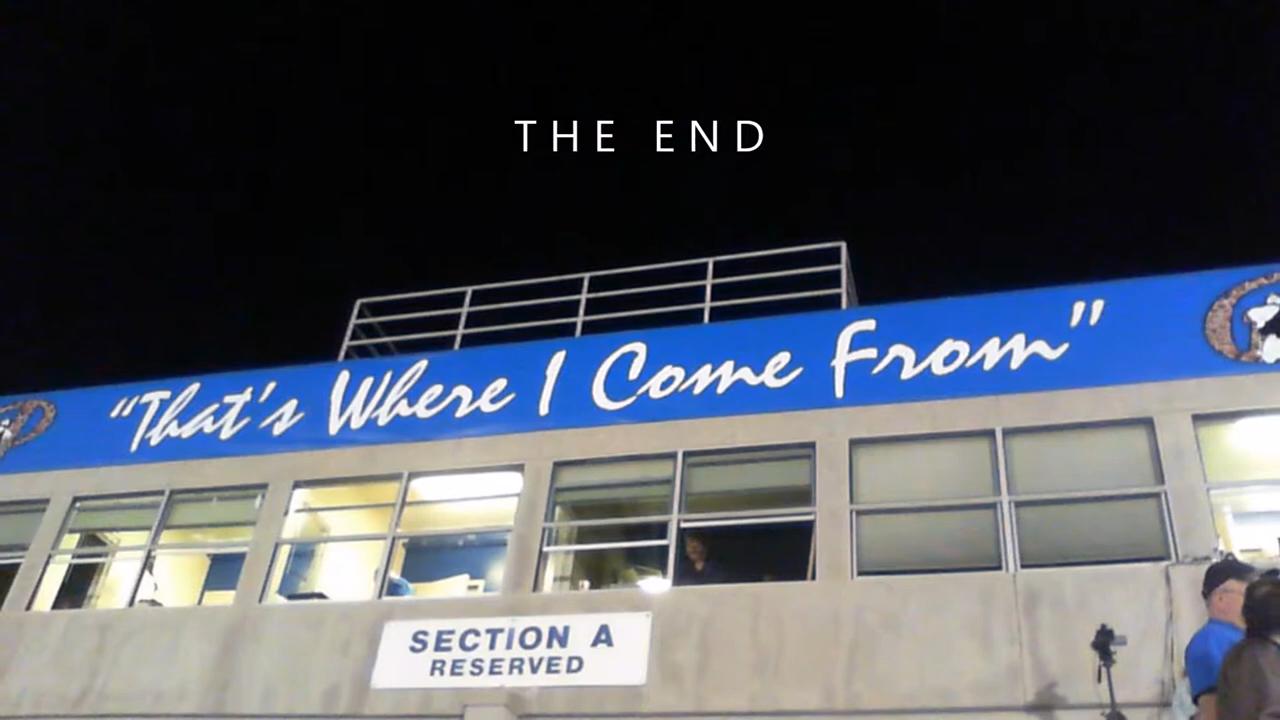 THE END
"That's Where I Come From"
SECTION A
RESERVED